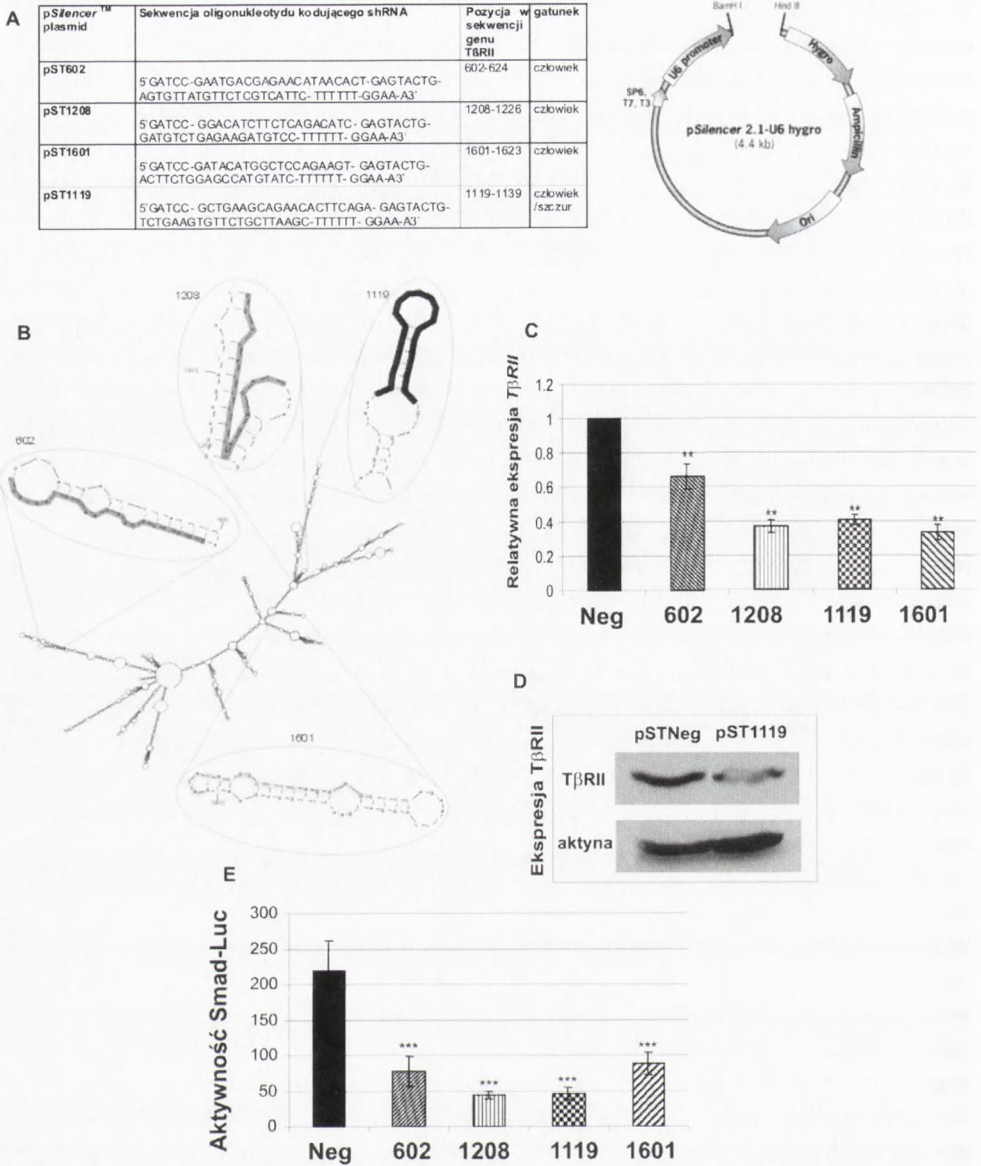 A
pSilencer™ plasmid
Sekwencja oligonukleotydu kodującego shRNA
Pozycja w sekwencji genu TßRII
gatunek
pST602
5'GATCC-GAATGACGAGAACATAACACT-GAGTACTG-
AGTGTTATGTTCTCGTCATTC-TTTTTT-GGAA-A3'
602-624
człowiek
pST1208
5'GATCC-GGACATCTTCTCAGACATC-GAGTACTG-
GATGTCTGAGAAGATGTCC-TTTTTT-GGAA-A3'
1208-1226
człowiek
pST1601
5'GATCC-GATACATGGCTCCAGAAGT-GAGTACTG-
ACTTCTGGAGCCATGTATC-TTTTTT-GGAA-A3'
1601-1623
człowiek
pST1119
5'GATCC-GCTGAAGCAGAACACTTCAGA-GAGTACTG-
TCTGAAGTGTTCTGCTTAAGC-TTTTTT-GGAA-A3'
1119-1139
człowiek
/szczur
BamH I
Hind III
U6 promoter
Hygro
SP6,
T7, T3
Ampicillin
pSilencer 2.1-U6 hygro
(4.4 kb)
Ori
B
1208
1119
602
1601
C
Relatywna ekspresja TβRII
1.2
1
0.8
0.6
0.4
0.2
0
**
**
**
**
Neg
602
1208
1119
1601
D
Ekspresja TβRII
pSTNeg pST1119
TβRII
aktyna
E
Aktywność Smad-Luc
300
250
200
150
100
50
0
***
***
***
***
Neg
602
1208
1119
1601